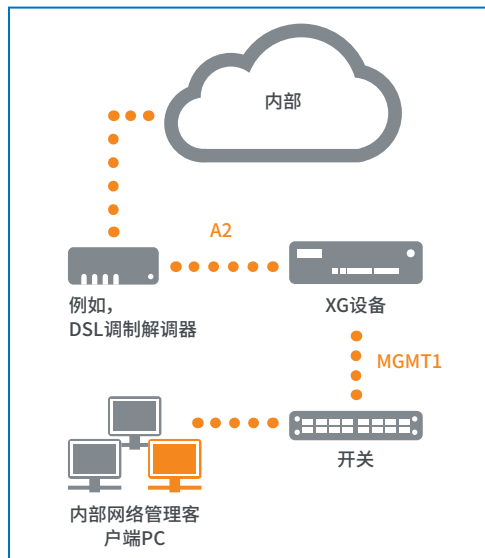 内部
A2
例如，
DSL调制解调器
XG设备
MGMT1
开关
内部网络管理客
户端PC